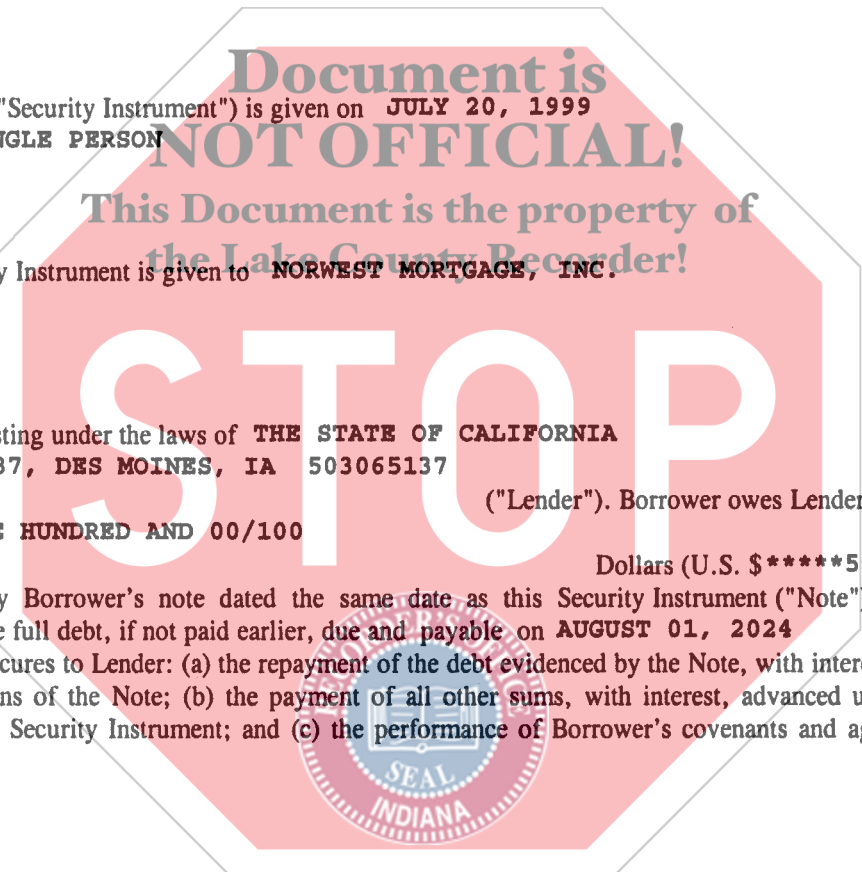 Document is
"Security Instrument") is given on JULY 20, 1999
NGLE PERSON
NOT OFFICIAL!
This Document is the property of
the Lake County Recorder!
y Instrument is given to NORWEST MORTGAGE, INC.
STOP
sting under the laws of THE STATE OF CALIFORNIA
37, DES MOINES, IA 503065137
("Lender"). Borrower owes Lender
HUNDRED AND 00/100
Dollars (U.S. $*****5
y Borrower's note dated the same date as this Security Instrument ("Note")
e full debt, if not paid earlier, due and payable on AUGUST 01, 2024
cures to Lender: (a) the repayment of the debt evidenced by the Note, with inter
ns of the Note; (b) the payment of all other sums, with interest, advanced u
Security Instrument; and (c) the performance of Borrower's covenants and ag
RECORDER'S OFFICE
SEAL
INDIANA